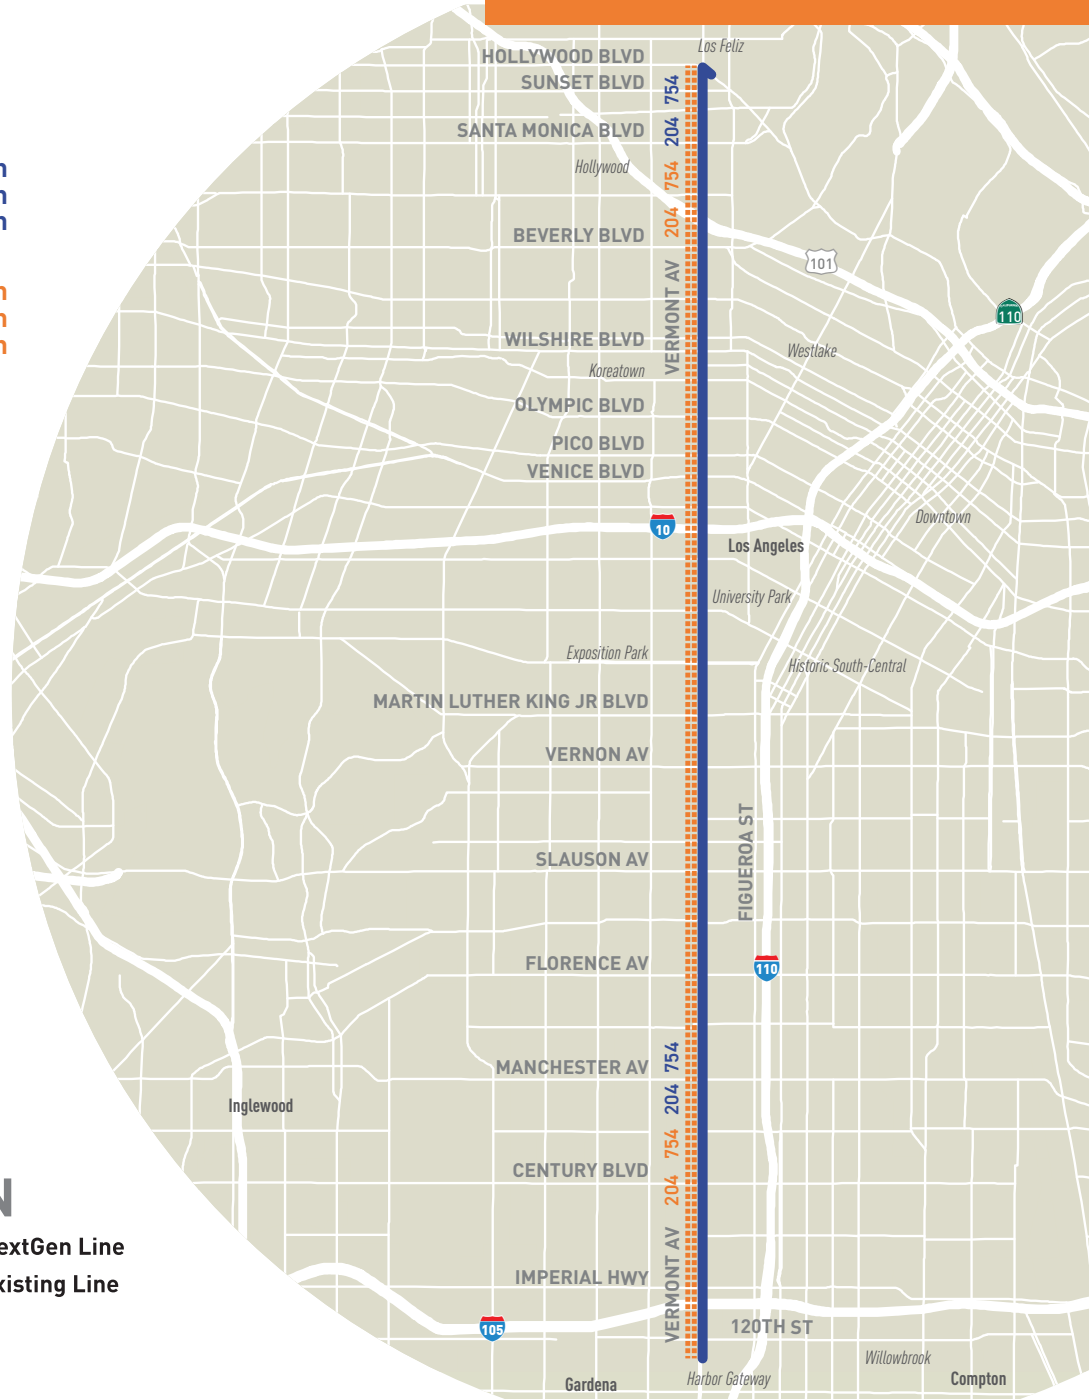 Los Feliz
HOLLYWOOD BLVD
SUNSET BLVD
754
SANTA MONICA BLVD
204
Hollywood
754
204
BEVERLY BLVD
101
VERMONT AV
110
WILSHIRE BLVD
Westlake
Koreatown
OLYMPIC BLVD
PICO BLVD
VENICE BLVD
Downtown
10
Los Angeles
University Park
Exposition Park
Historic South-Central
MARTIN LUTHER KING JR BLVD
VERNON AV
FIGUEROA ST
SLAUSON AV
FLORENCE AV
110
754
MANCHESTER AV
204
Inglewood
754
CENTURY BLVD
204
extGen Line
xisting Line
IMPERIAL HWY
VERMONT AV
105
120TH ST
Willowbrook
Harbor Gateway
Compton
Gardena